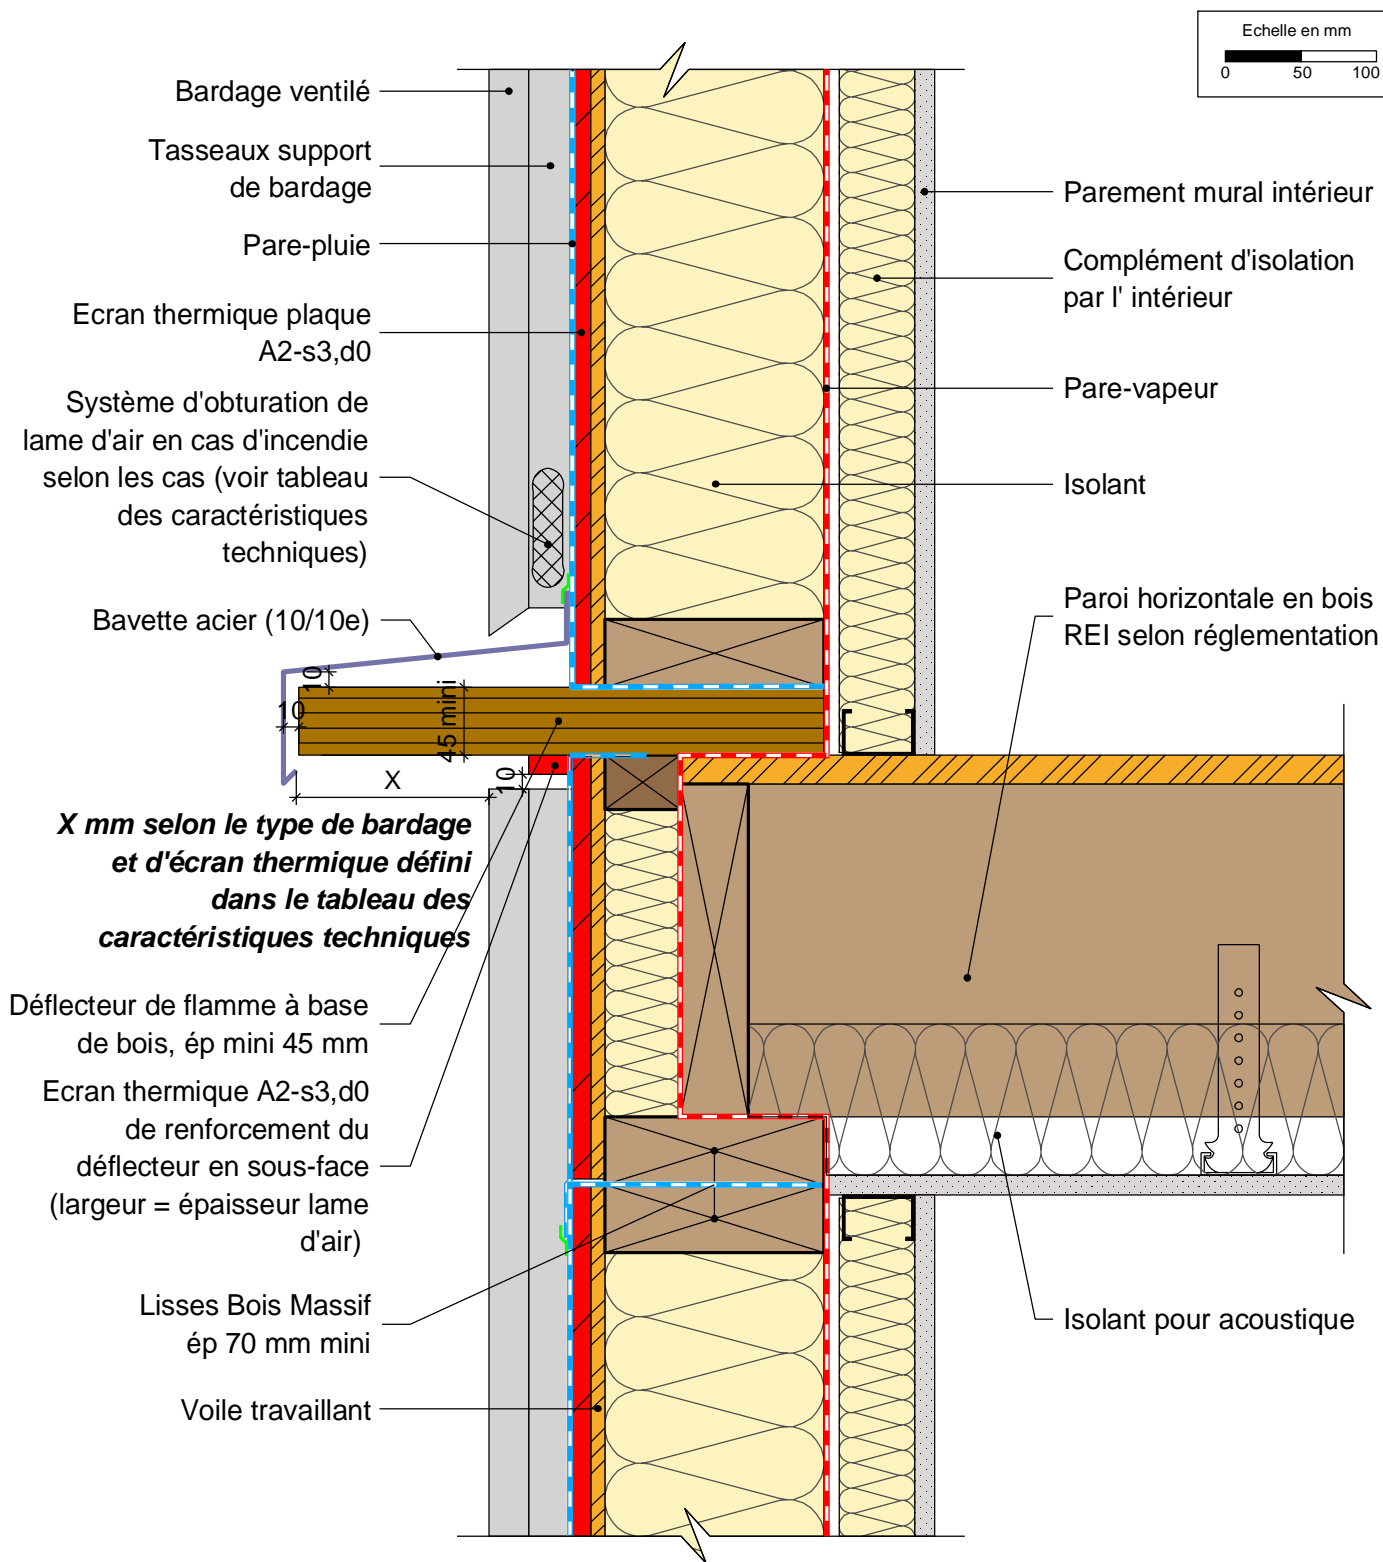 Echelle en mm
0 50 100
Bardage ventilé
Tasseaux support
de bardage
Pare-pluie
Ecran thermique plaque
A2-s3,d0
Système d'obturation de
lame d'air en cas d'incendie
selon les cas (voir tableau
des caractéristiques
techniques)
Bavette acier (10/10e)
10
10
45 mini
10
X
X mm selon le type de bardage
et d'écran thermique défini
dans le tableau des
caractéristiques techniques
Déflecteur de flamme à base
de bois, ép mini 45 mm
Ecran thermique A2-s3,d0
de renforcement du
déflecteur en sous-face
(largeur = épaisseur lame
d'air)
Lisses Bois Massif
ép 70 mm mini
Voile travaillant
Parement mural intérieur
Complément d'isolation
par l' intérieur
Pare-vapeur
Isolant
Paroi horizontale en bois
REI selon réglementation
Isolant pour acoustique